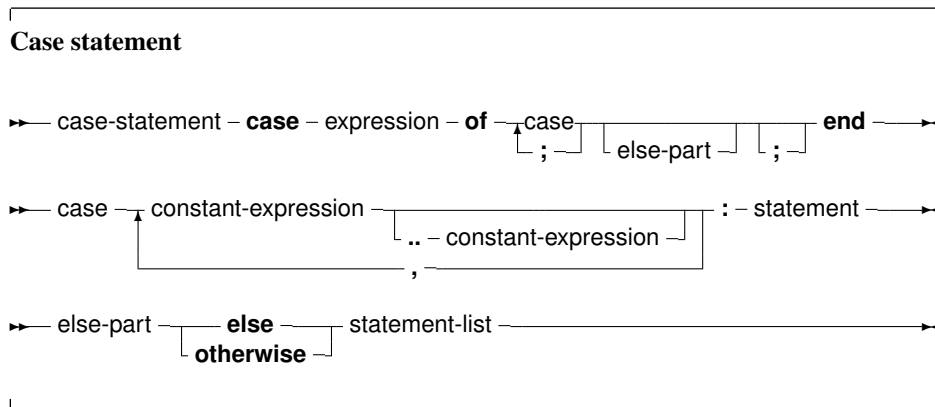 Case statement
case-statement case expression of case end
; else-part ;
case constant-expression : statement
.. constant-expression
,
else-part else statement-list
otherwise